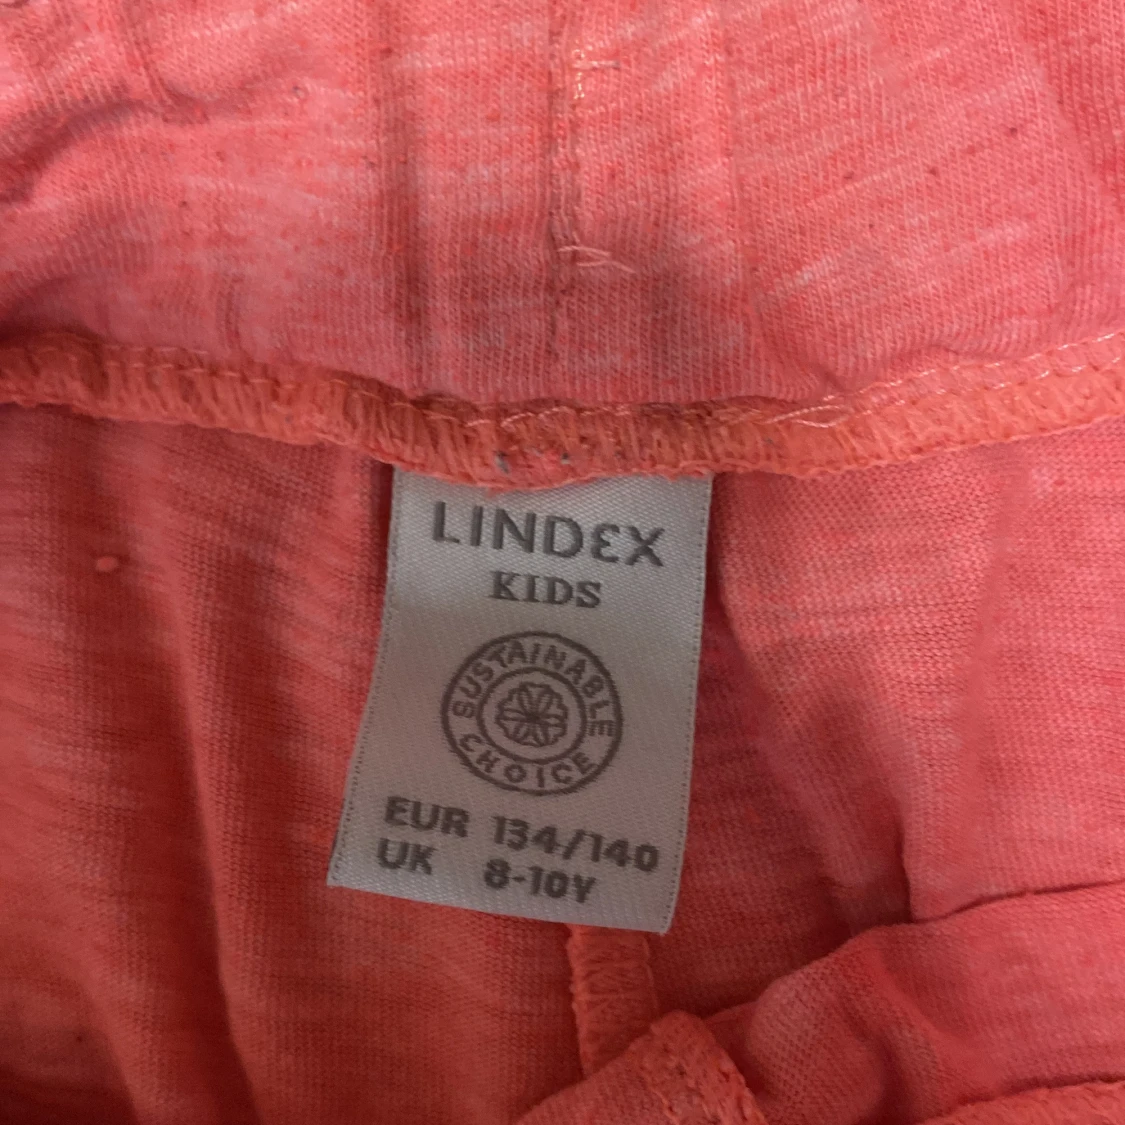 LINDEX
KIDS
SUSTAINABLE
CHOICE
EUR 134/140
UK 8-10Y